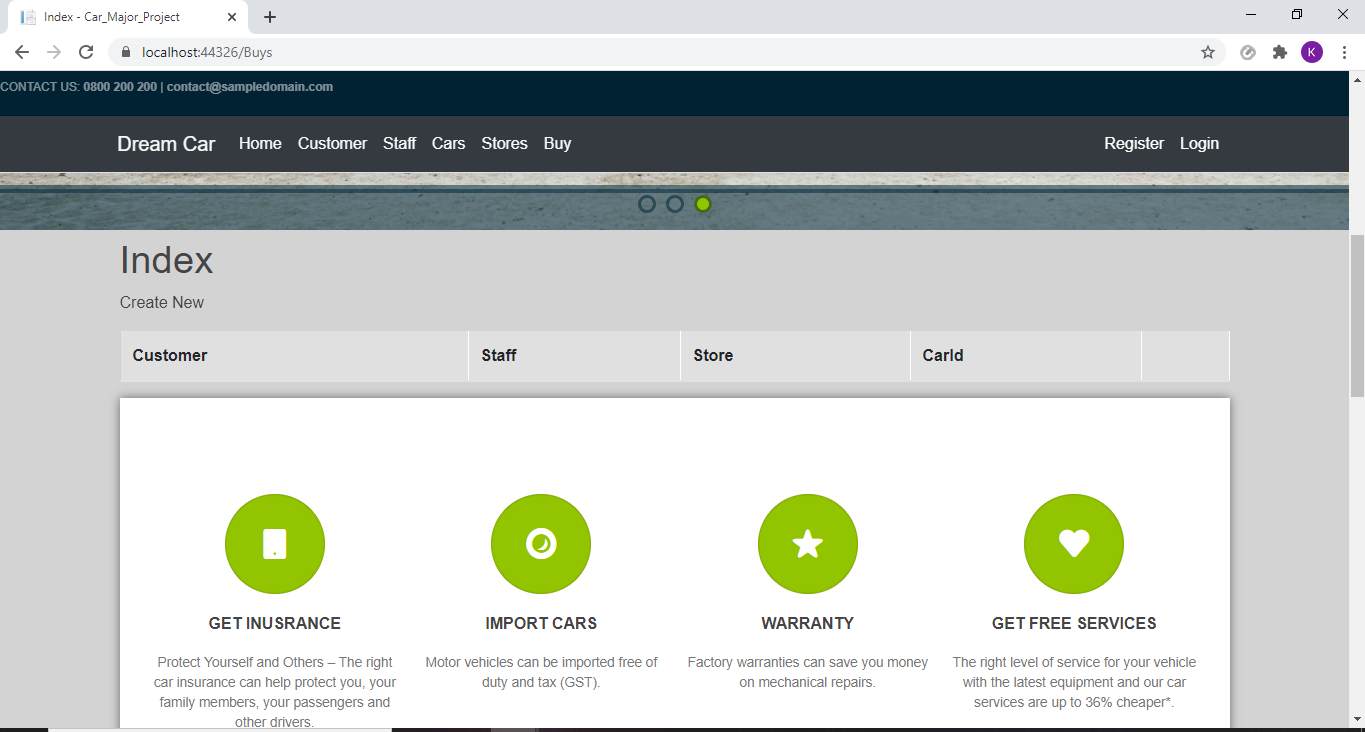 Index - Car_Major_Project
localhost:44326/Buys
K
CONTACT US: 0800 200 200 | contact@sampledomain.com
Dream Car Home Customer Staff Cars Stores Buy Register Login
Index
Create New
Customer Staff Store CarId
GET INUSRANCE IMPORT CARS WARRANTY GET FREE SERVICES
Protect Yourself and Others – The right Motor vehicles can be imported free of Factory warranties can save you money The right level of service for your vehicle
car insurance can help protect you, your duty and tax (GST). on mechanical repairs. with the latest equipment and our car
family members, your passengers and services are up to 36% cheaper*.
other drivers.